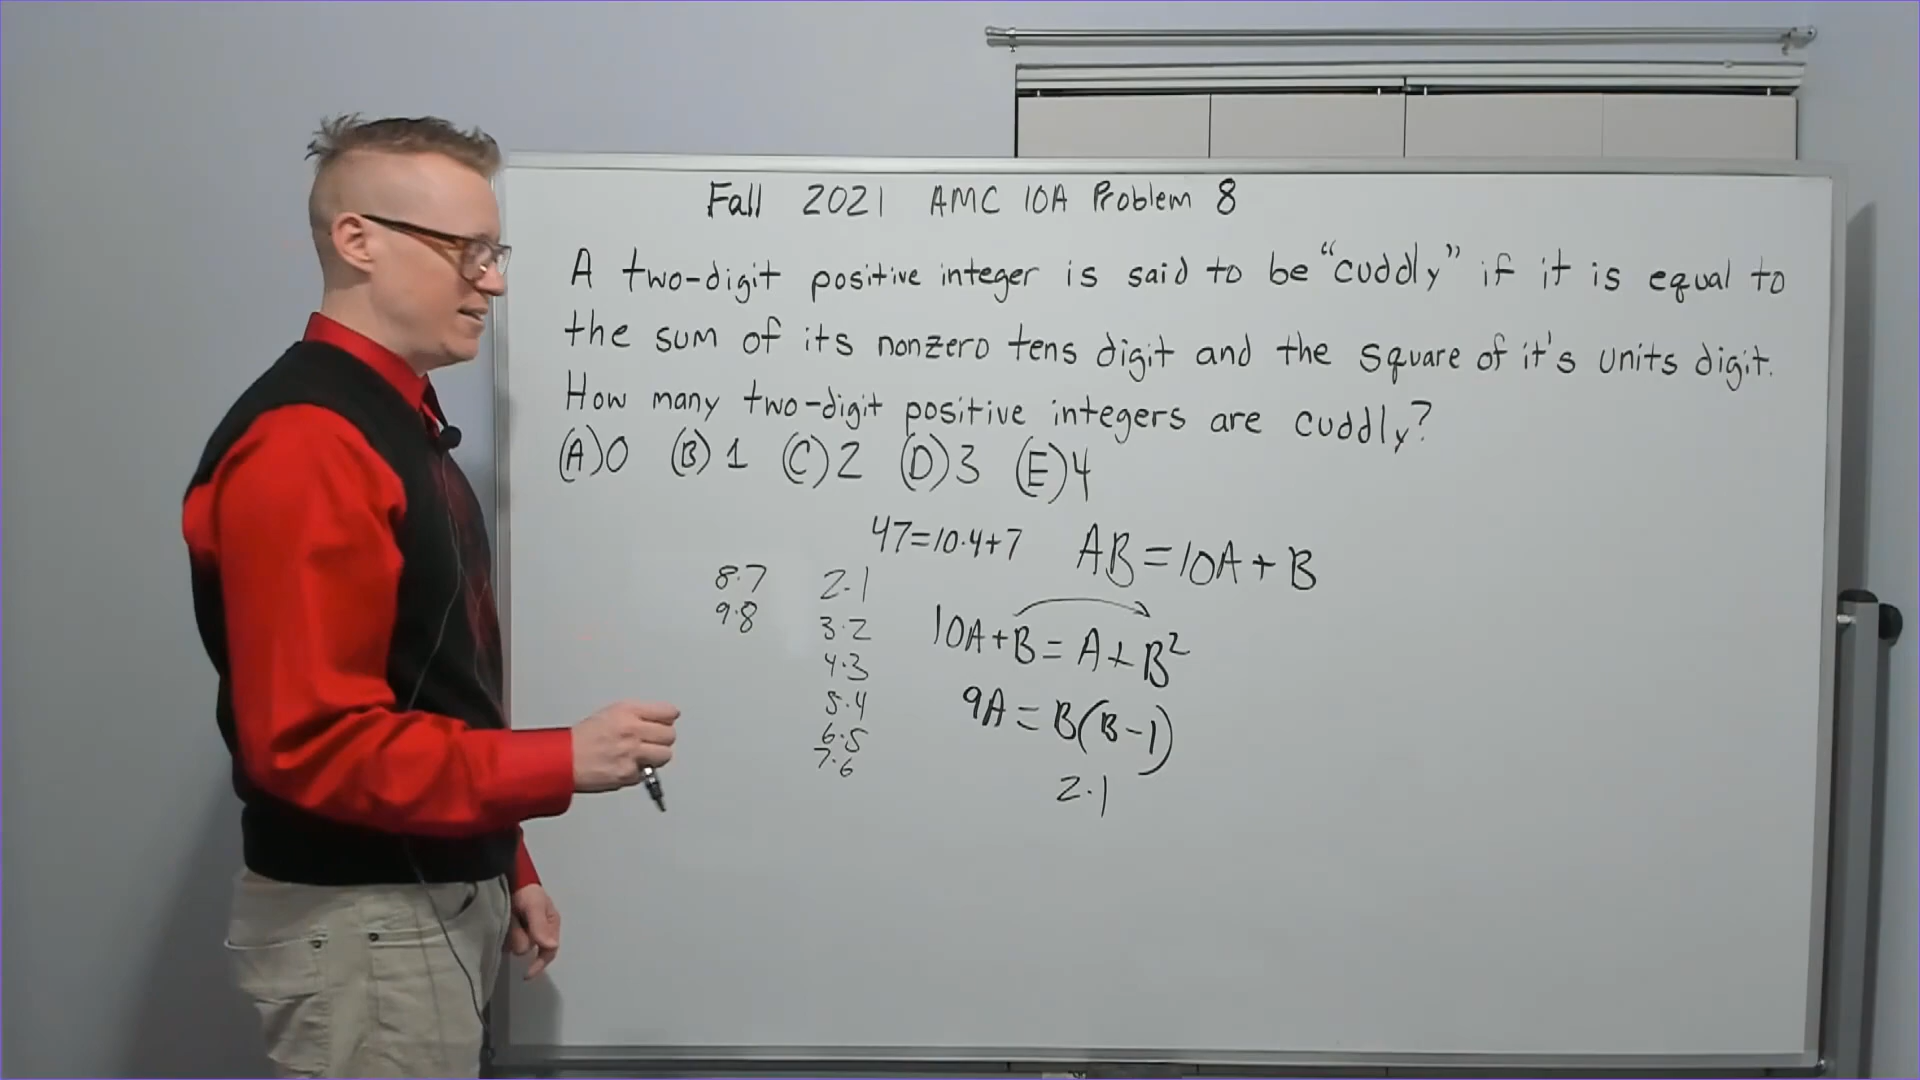 Fall 2021 AMC 10A Problem 8
A two-digit positive integer is said to be “cuddly” if it is equal to
the sum of its nonzero tens digit and the square of it's units digit.
How many two-digit positive integers are cuddly?
(A) 0 (B) 1 (C) 2 (D) 3 (E) 4
47=10·4+7 AB=10A+B
8·7
9·8
2·1
3·2
4·3
5·4
6·5
7·6
10A+B=A+B²
9A=B(B-1)
2·1